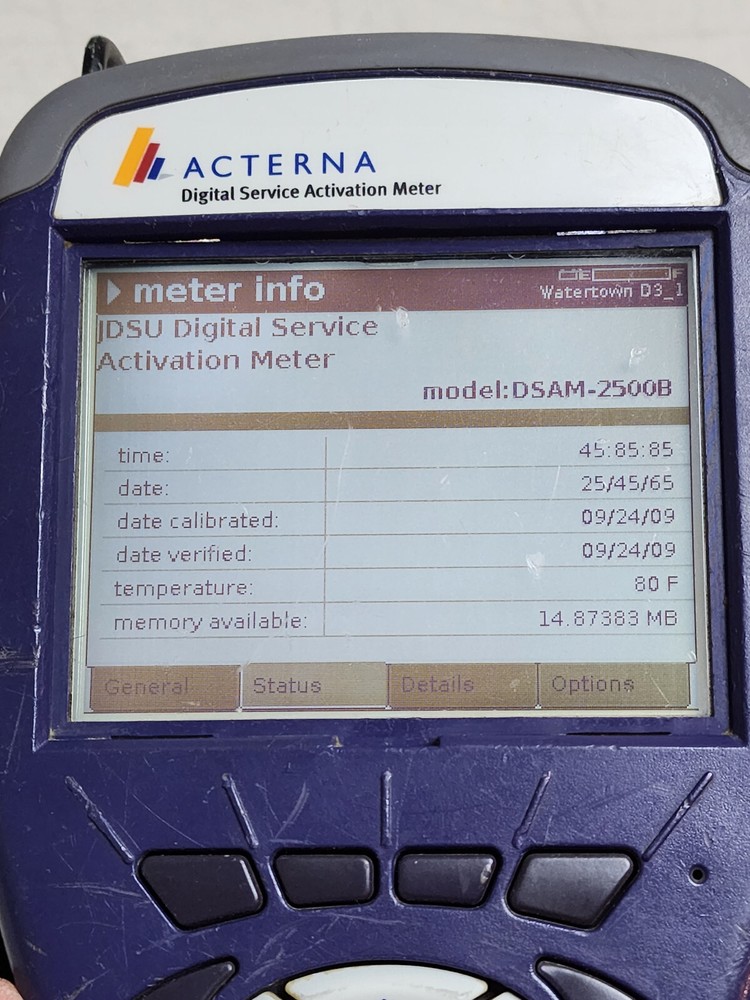 ACTERNA
Digital Service Activation Meter
meter info
E F
Watertown D3_1
JDSU Digital Service
Activation Meter
model:DSAM-2500B
time: 45:85:85
date: 25/45/65
date calibrated: 09/24/09
date verified: 09/24/09
temperature: 80 F
memory available: 14.87383 MB
General Status Details Options